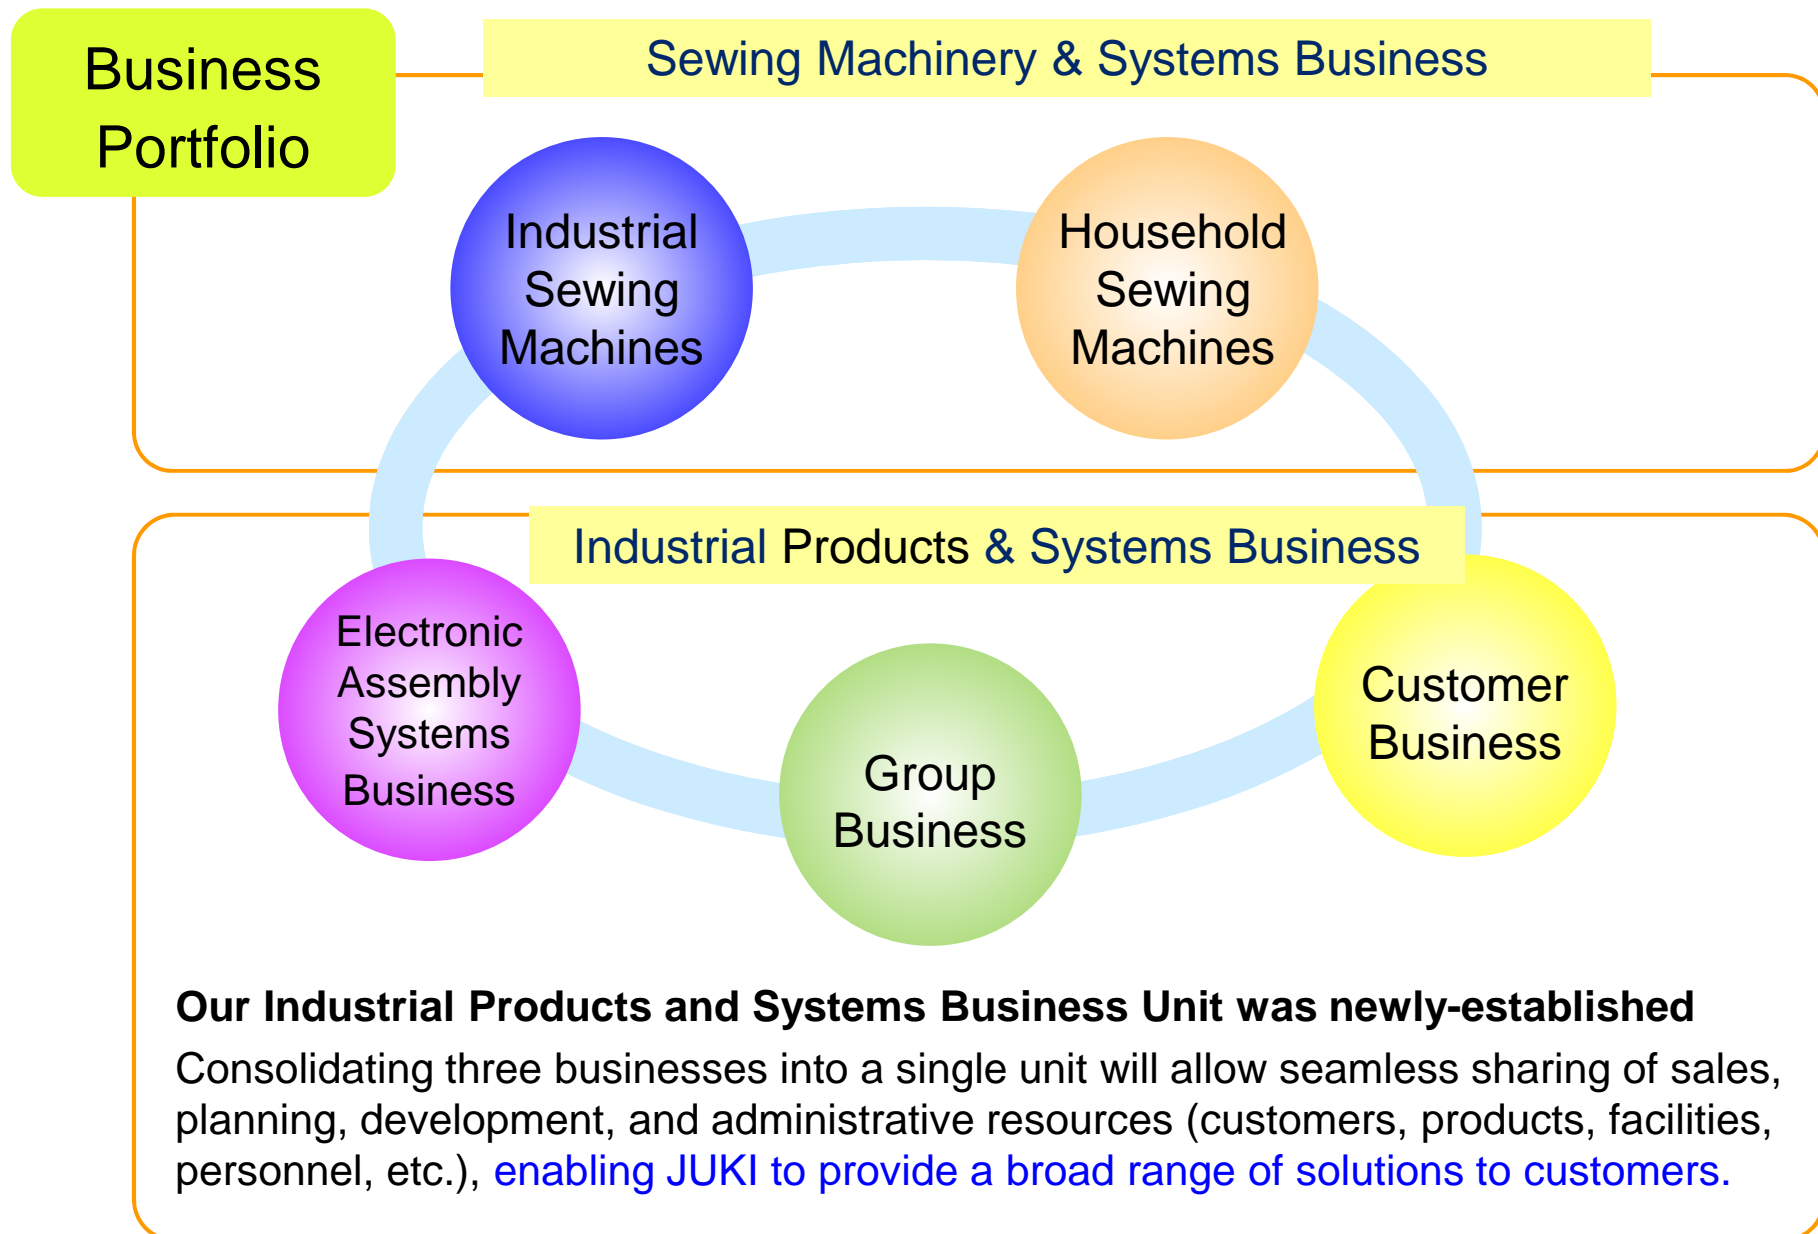 Business
Portfolio
Sewing Machinery & Systems Business
Industrial
Sewing
Machines
Household
Sewing
Machines
Industrial Products & Systems Business
Electronic
Assembly
Systems
Business
Group
Business
Customer
Business
Our Industrial Products and Systems Business Unit was newly-established
Consolidating three businesses into a single unit will allow seamless sharing of sales,
planning, development, and administrative resources (customers, products, facilities,
personnel, etc.), enabling JUKI to provide a broad range of solutions to customers.